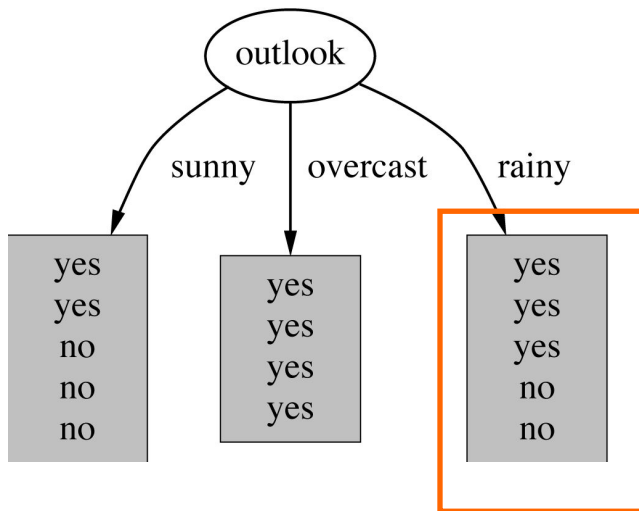 outlook
sunny overcast rainy
yes
yes
no
no
no
yes
yes
yes
yes
yes
yes
yes
no
no